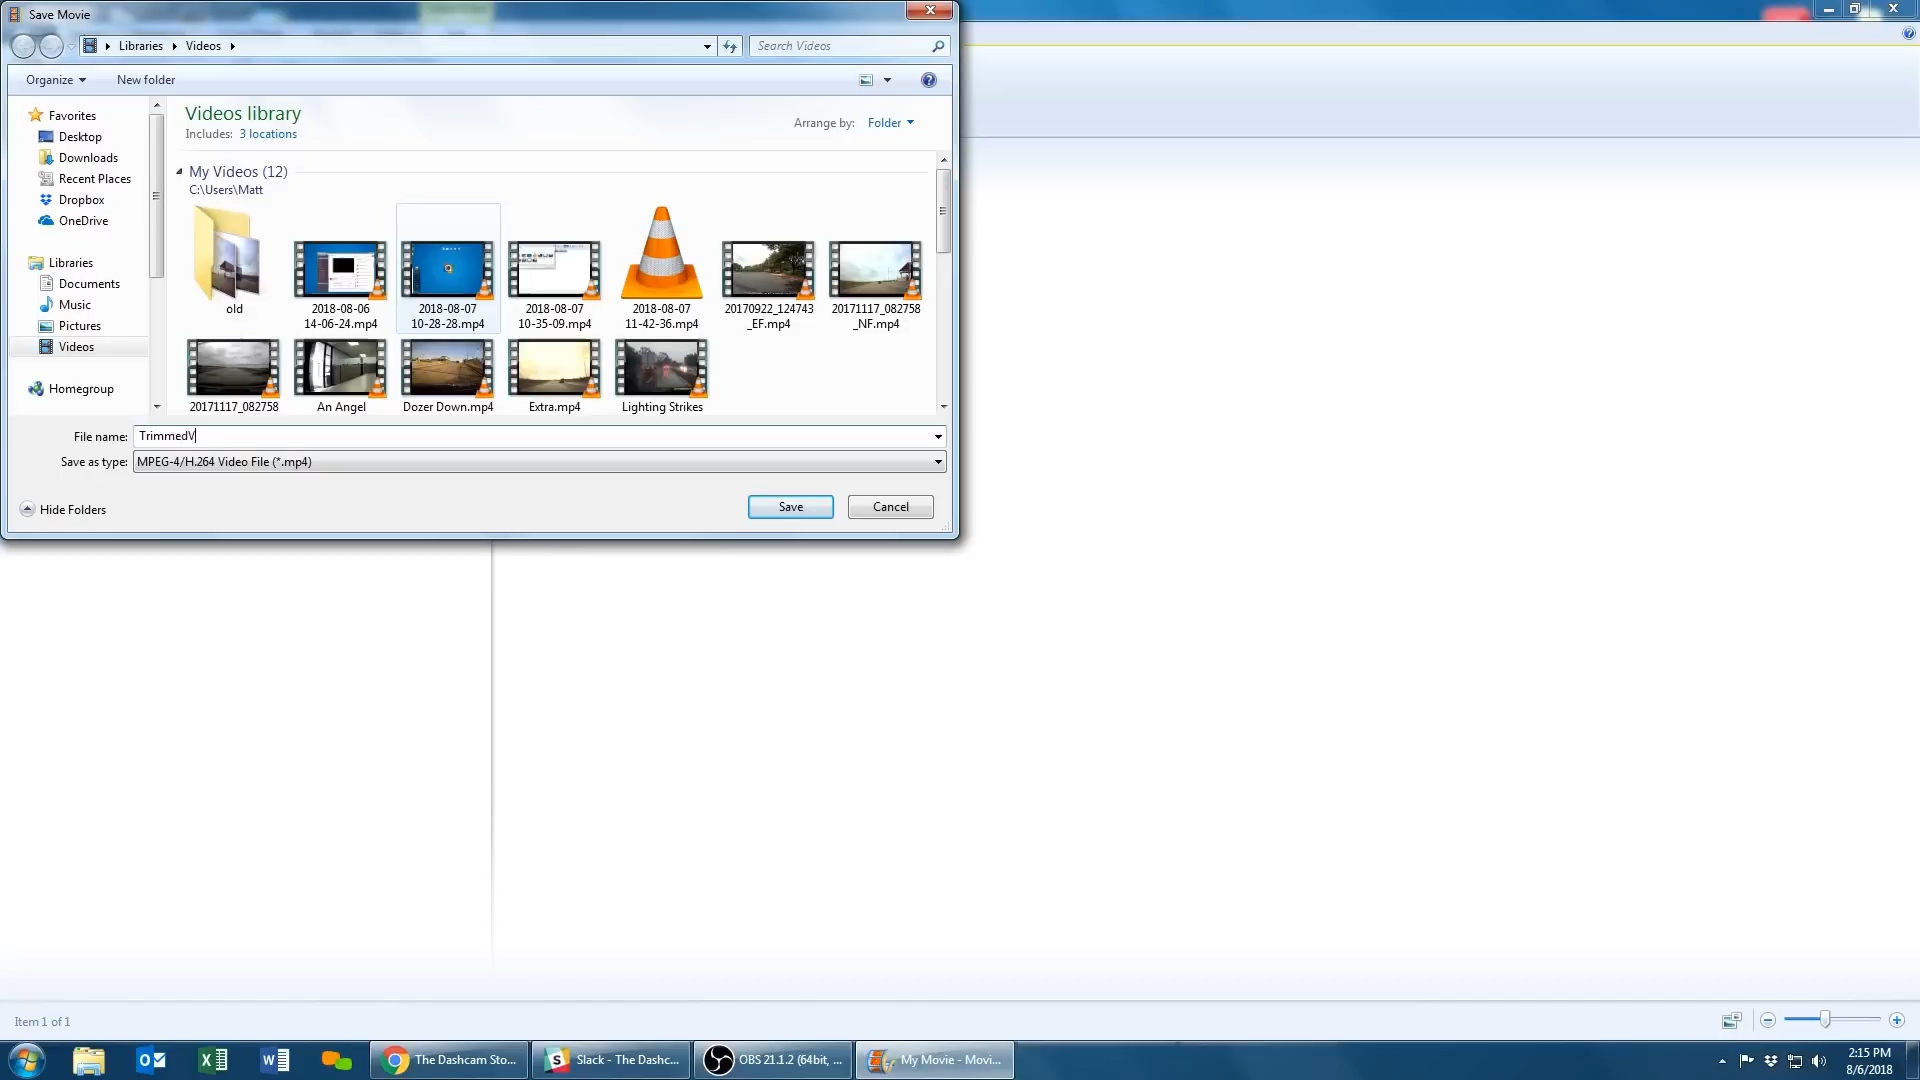 Save Movie
Libraries
Videos
Search Videos
Organize
New folder
Favorites
Desktop
Downloads
Recent Places
Dropbox
OneDrive
Libraries
Documents
Music
Pictures
Videos
Homegroup
Videos library
Includes: 3 locations
Arrange by: Folder
My Videos (12)
C:\Users\Matt
old
2018-08-06
14-06-24.mp4
2018-08-07
10-28-28.mp4
2018-08-07
10-35-09.mp4
2018-08-07
11-42-36.mp4
20170922_124743
_EF.mp4
20171117_082758
_NF.mp4
20171117_082758
An Angel
Dozer Down.mp4
Extra.mp4
Lighting Strikes
File name: TrimmedV
Save as type: MPEG-4/H.264 Video File (*.mp4)
Hide Folders
Save
Cancel
Item 1 of 1
The Dashcam Sto...
Slack - The Dashc...
OBS 21.1.2 (64bit, ...
My Movie - Movi...
2:15 PM
8/6/2018